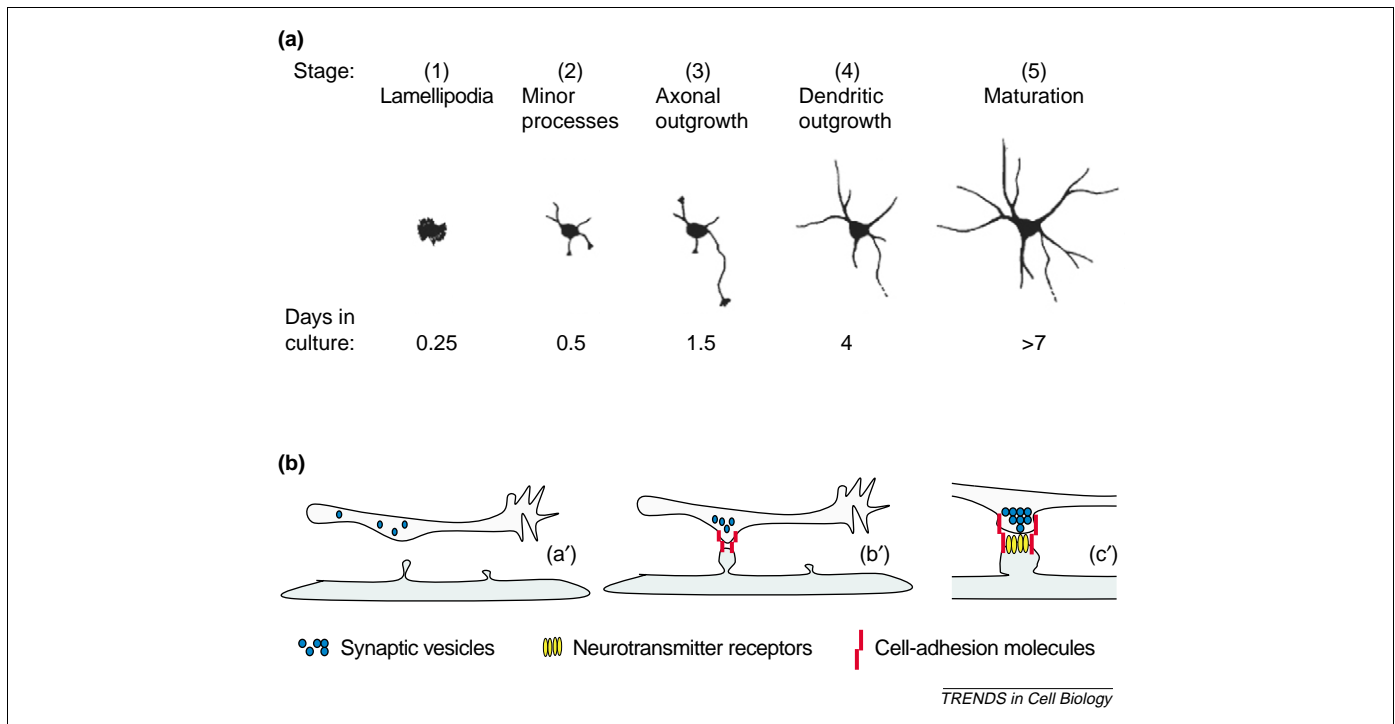 (a)
Stage: (1) (2) (3) (4) (5)
Lamellipodia Minor Axonal Dendritic Maturation
processes outgrowth outgrowth
Days in
culture: 0.25 0.5 1.5 4 >7
(b)
(a′) (b′) (c′)
Synaptic vesicles Neurotransmitter receptors Cell-adhesion molecules
TRENDS in Cell Biology